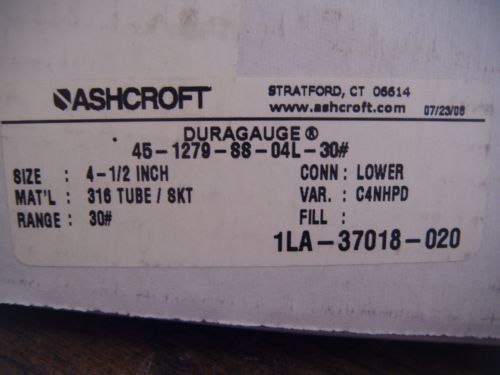 ASHCROFT
STRATFORD, CT 06614
www.ashcroft.com 07/23/08
DURAGAUGE ®
45-1279-SS-04L-30#
SIZE : 4-1/2 INCH CONN : LOWER
MAT'L : 316 TUBE / SKT VAR. : C4NHPD
RANGE : 30# FILL :
1LA-37018-020